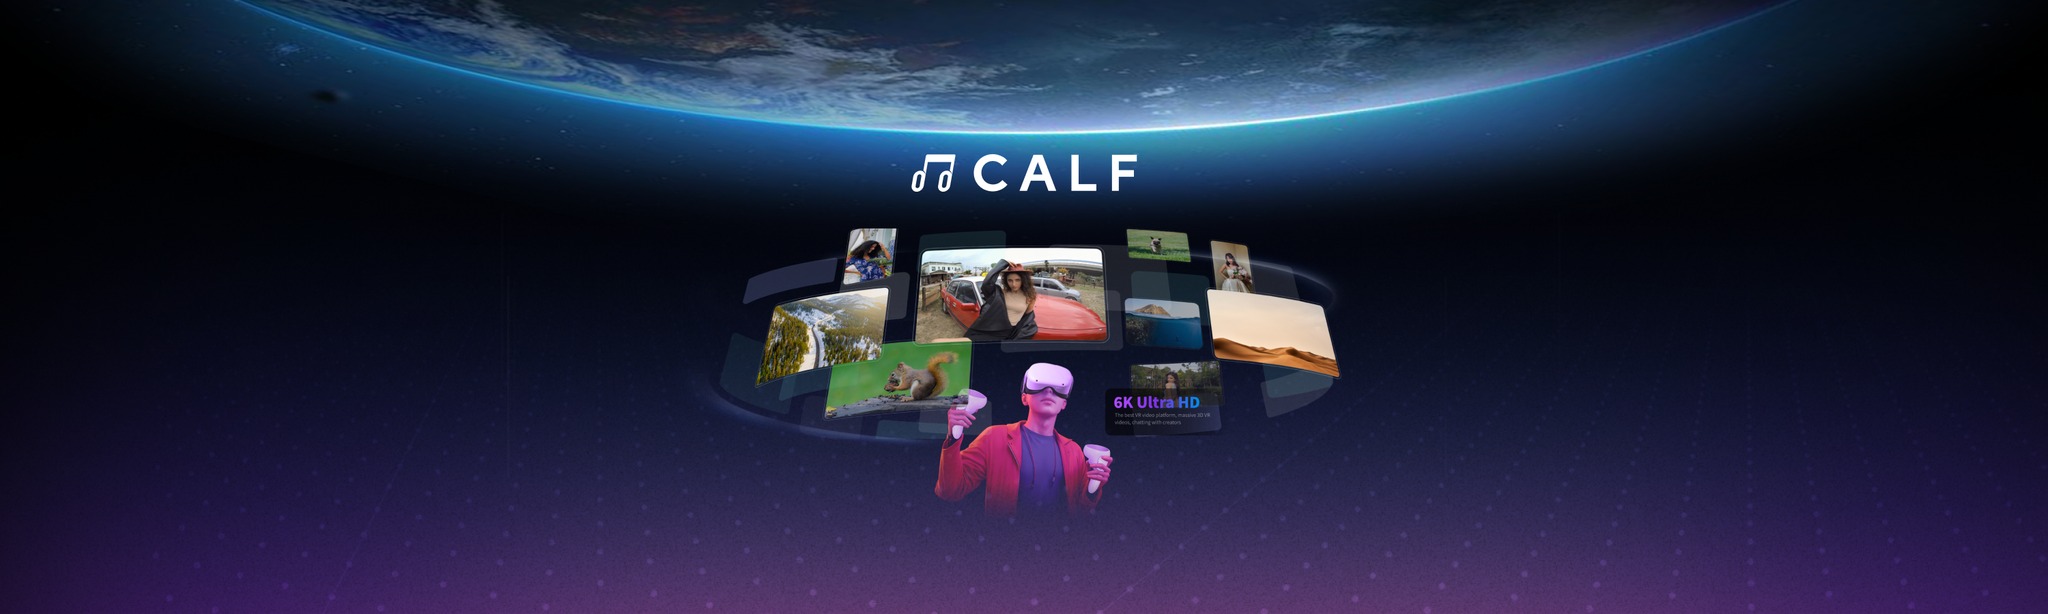 CALF
6K Ultra HD
The best VR video platform, massive 3D VR
videos, chatting with creators